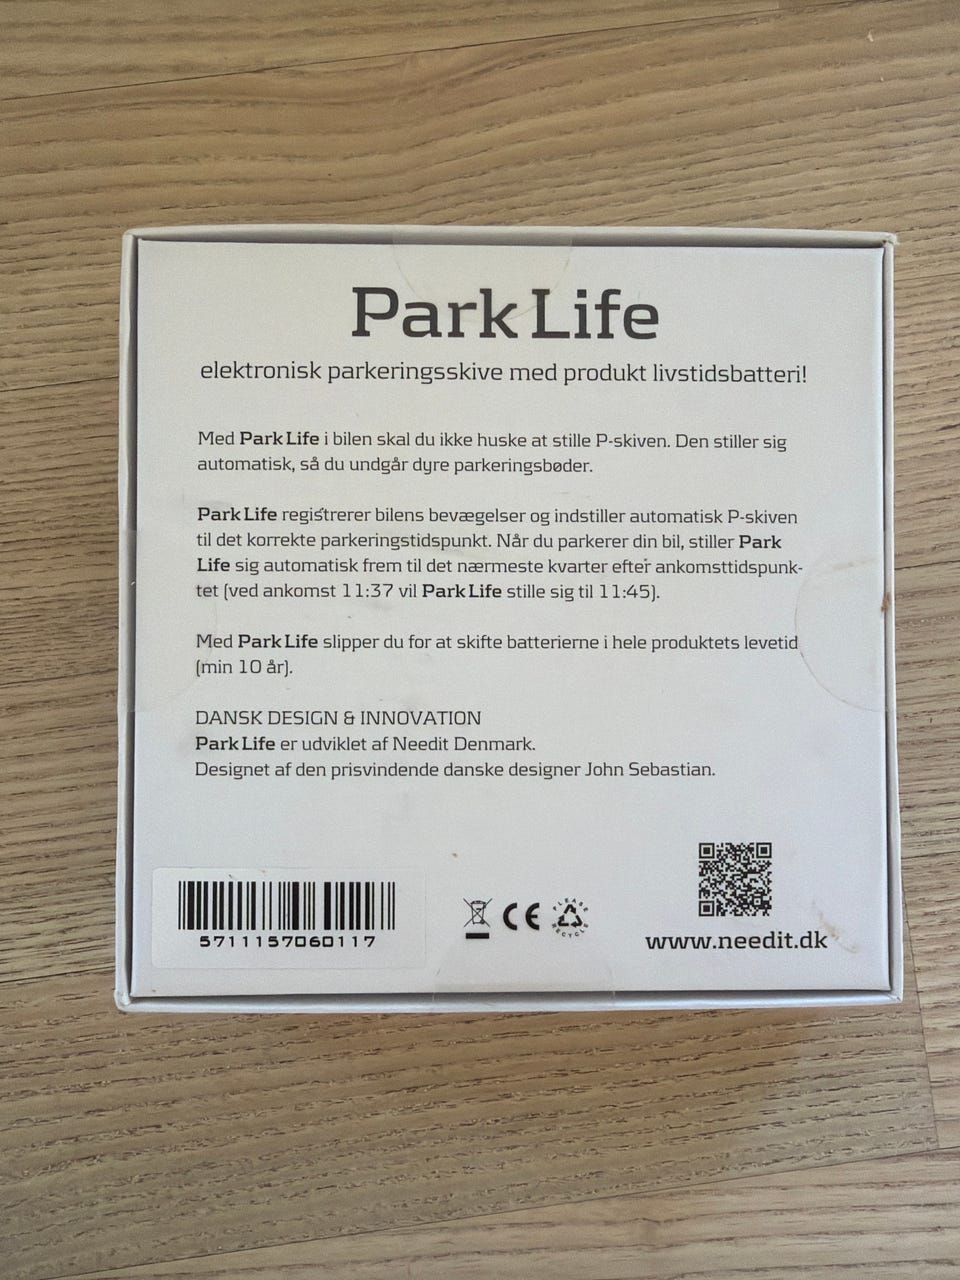 Park Life
elektronisk parkeringsskive med produkt livstidsbatteri!
Med Park Life i bilen skal du ikke huske at stille P-skiven. Den stiller sig
automatisk, så du undgår dyre parkeringsbøder.
Park Life registrerer bilens bevægelser og indstiller automatisk P-skiven
til det korrekte parkeringstidspunkt. Når du parkerer din bil, stiller Park
Life sig automatisk frem til det nærmeste kvarter efter ankomsttidspunk-
tet (ved ankomst 11:37 vil Park Life stille sig til 11:45).
Med Park Life slipper du for at skifte batterierne i hele produktets levetid
(min 10 år).
DANSK DESIGN & INNOVATION
Park Life er udviklet af Needit Denmark.
Designet af den prisvindende danske designer John Sebastian.
5711157060117
CE
PLEASE
RECYCLE
www.needit.dk